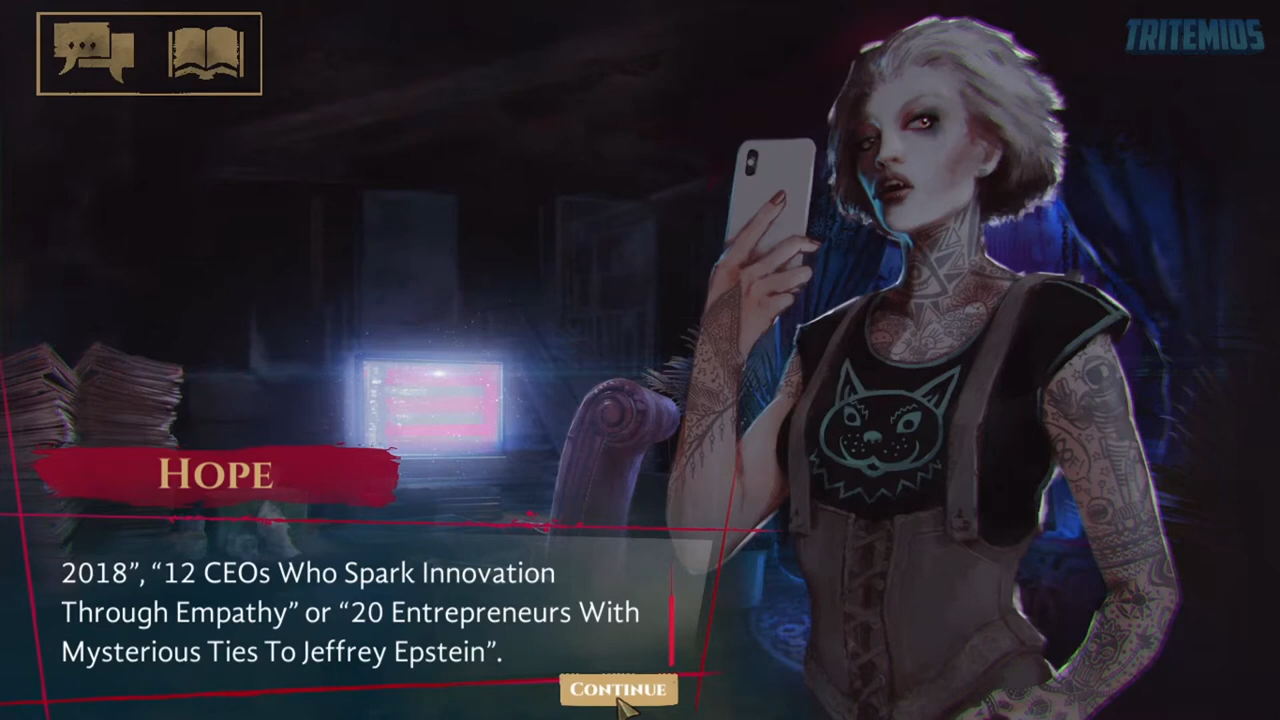 TRITEMIOS
HOPE
2018”, “12 CEOs Who Spark Innovation
Through Empathy” or “20 Entrepreneurs With
Mysterious Ties To Jeffrey Epstein”.
CONTINUE